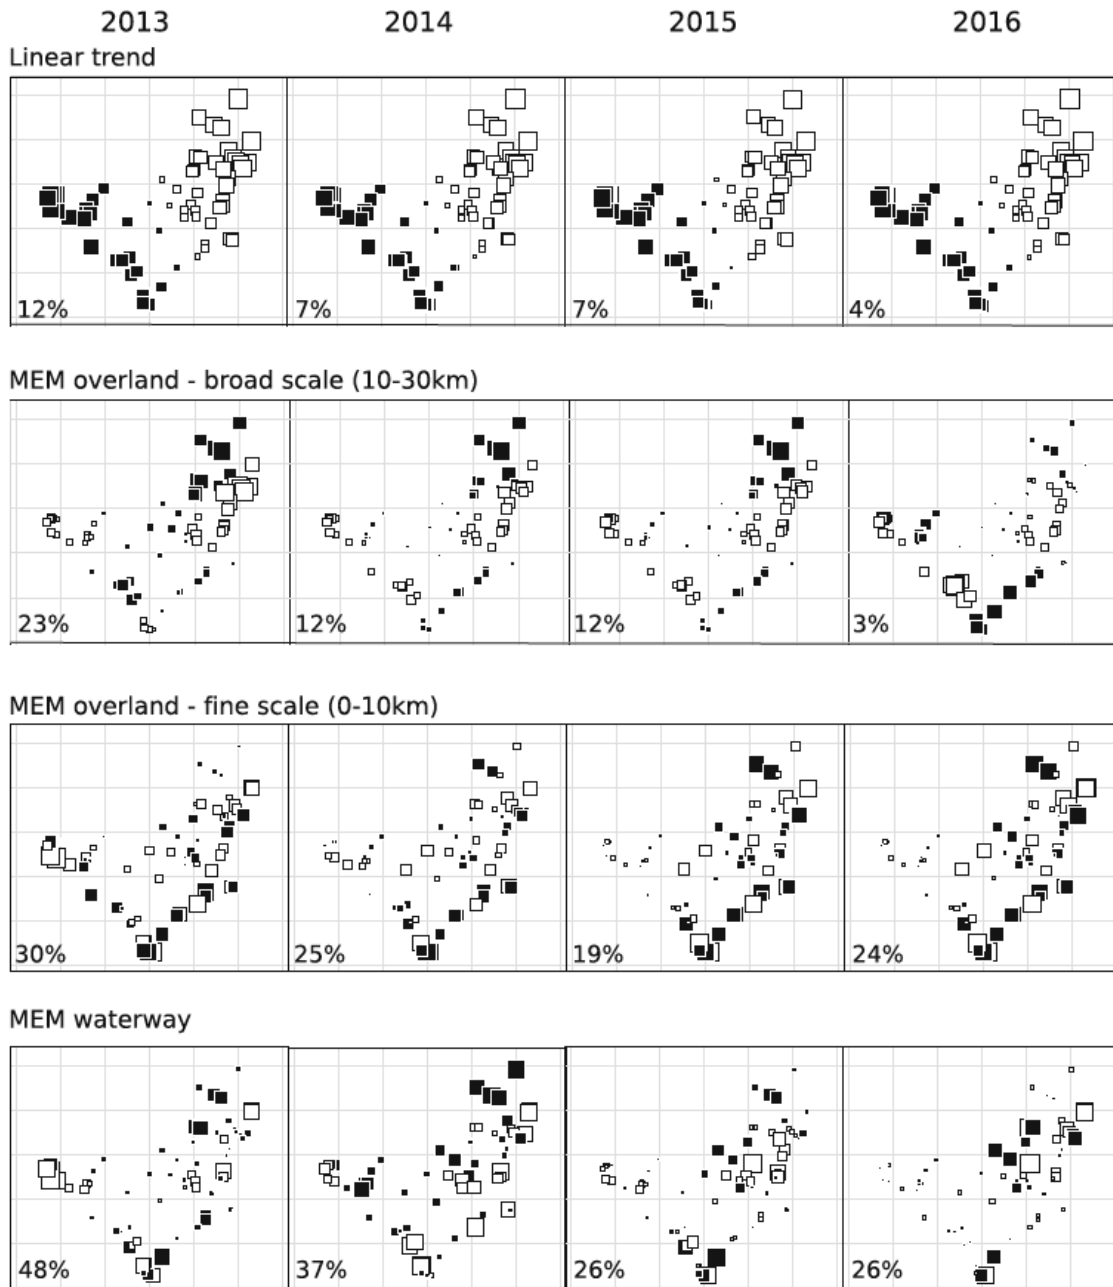 2013 2014 2015 2016
Linear trend
12% 7% 7% 4%
MEM overland - broad scale (10-30km)
23% 12% 12% 3%
MEM overland - fine scale (0-10km)
30% 25% 19% 24%
MEM waterway
48% 37% 26% 26%